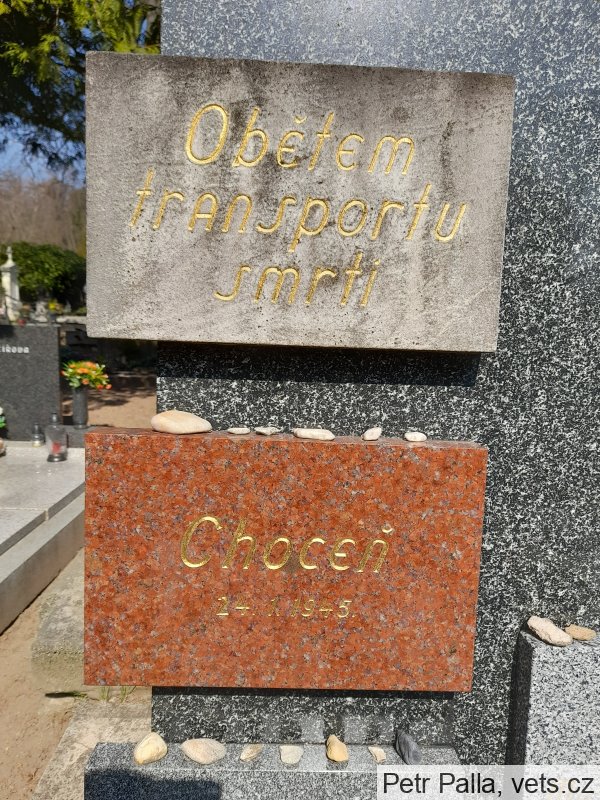 Obětem
transportu
smrti
Choceň
24.1.1945
Petr Palla, vets.cz